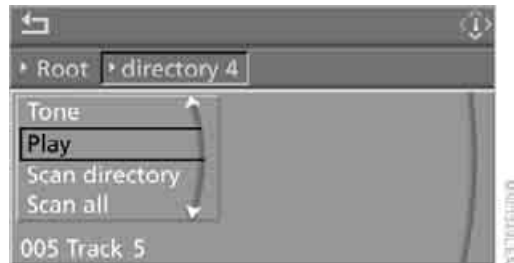 Root directory 4
Tone
Play
Scan directory
Scan all
005 Track 5